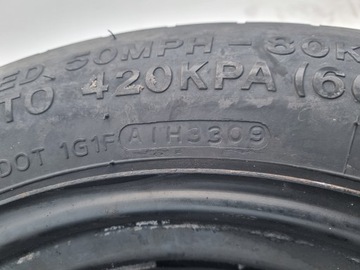 ED 50MPH-80K
TO 420KPA (6
DOT 1G1F A1H3309